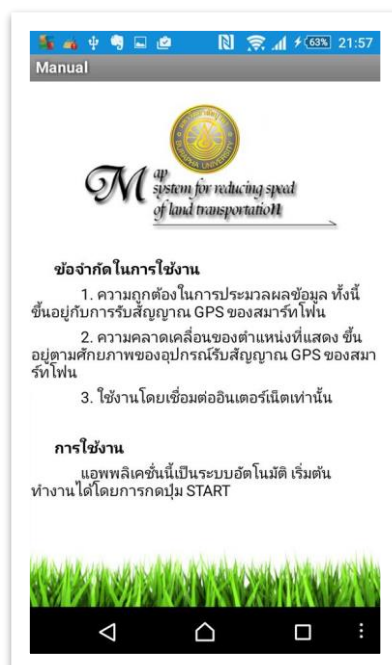 63% 21:57
Manual
BURAPHA UNIVERSITY
Map
system for reducing speed
of land transportation
ข้อจำกัดในการใช้งาน
1. ความถูกต้องในการประมวลผลข้อมูล ทั้งนี้
ขึ้นอยู่กับการรับสัญญาณ GPS ของสมาร์ทโฟน
2. ความคลาดเคลื่อนของตำแหน่งที่แสดง ขึ้น
อยู่ตามศักยภาพของอุปกรณ์รับสัญญาณ GPS ของสมา
ร์ทโฟน
3. ใช้งานโดยเชื่อมต่ออินเตอร์เน็ตเท่านั้น
การใช้งาน
แอพพลิเคชั่นนี้เป็นระบบอัตโนมัติ เริ่มต้น
ทำงานได้โดยการกดปุ่ม START